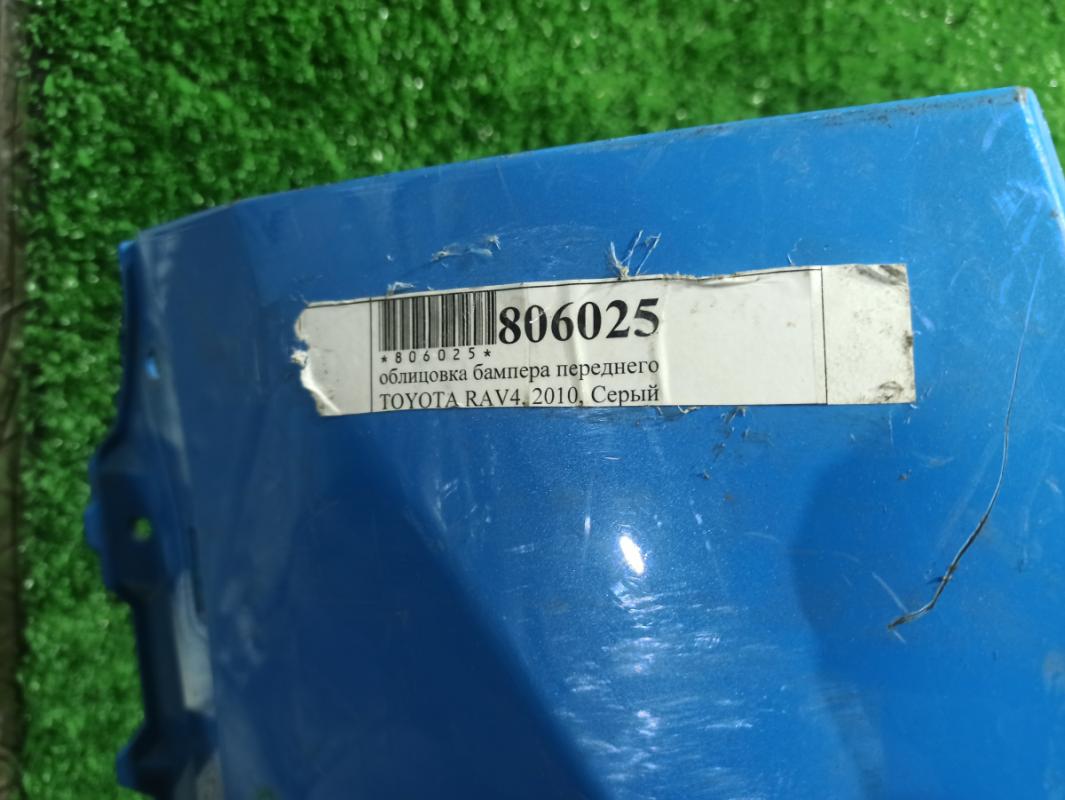 806025
*806025*
облицовка бампера переднего
TOYOTA RAV4, 2010, Серый